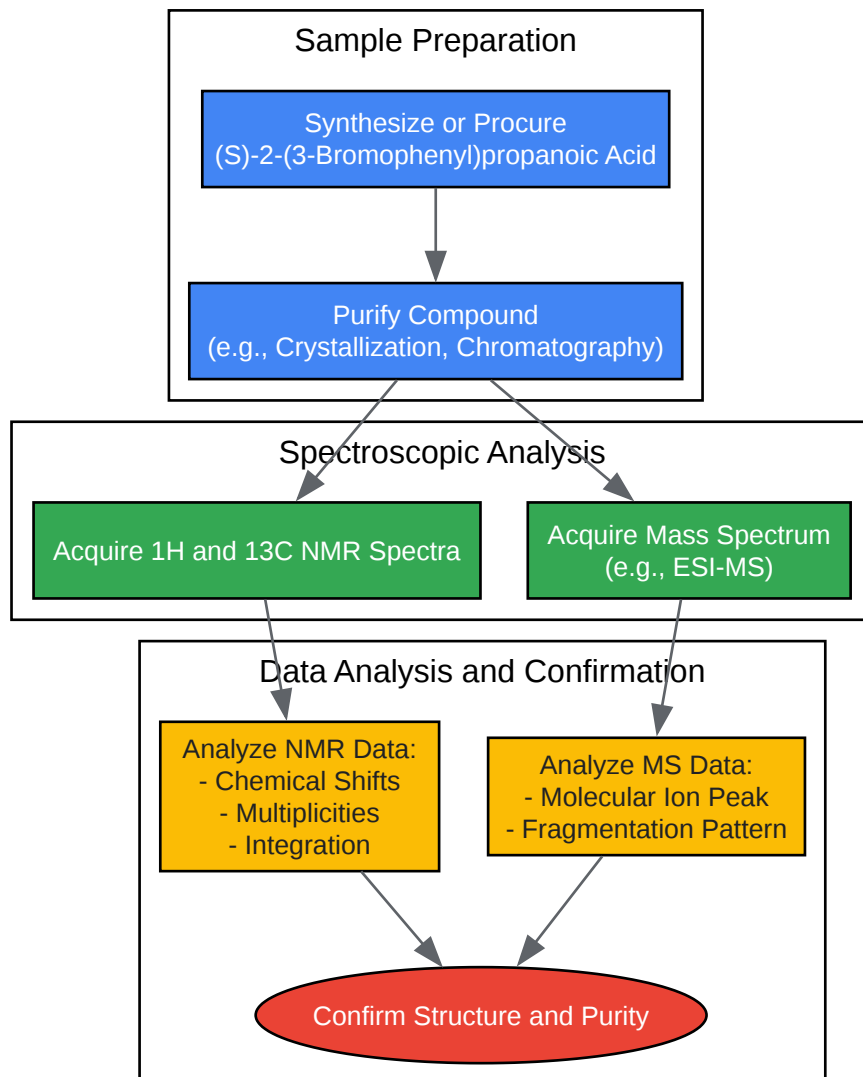 Sample Preparation
Synthesize or Procure
(S)-2-(3-Bromophenyl)propanoic Acid
Purify Compound
(e.g., Crystallization, Chromatography)
Spectroscopic Analysis
Acquire 1H and 13C NMR Spectra
Acquire Mass Spectrum
(e.g., ESI-MS)
Data Analysis and Confirmation
Analyze NMR Data:
- Chemical Shifts
- Multiplicities
- Integration
Analyze MS Data:
- Molecular Ion Peak
- Fragmentation Pattern
Confirm Structure and Purity